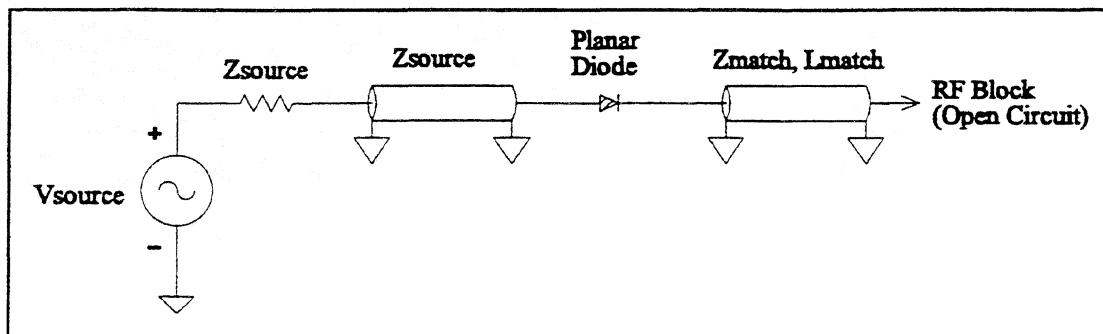 Planar
Diode
Zsource
Zsource
Zmatch, Lmatch
RF Block
(Open Circuit)
+
Vsource
−